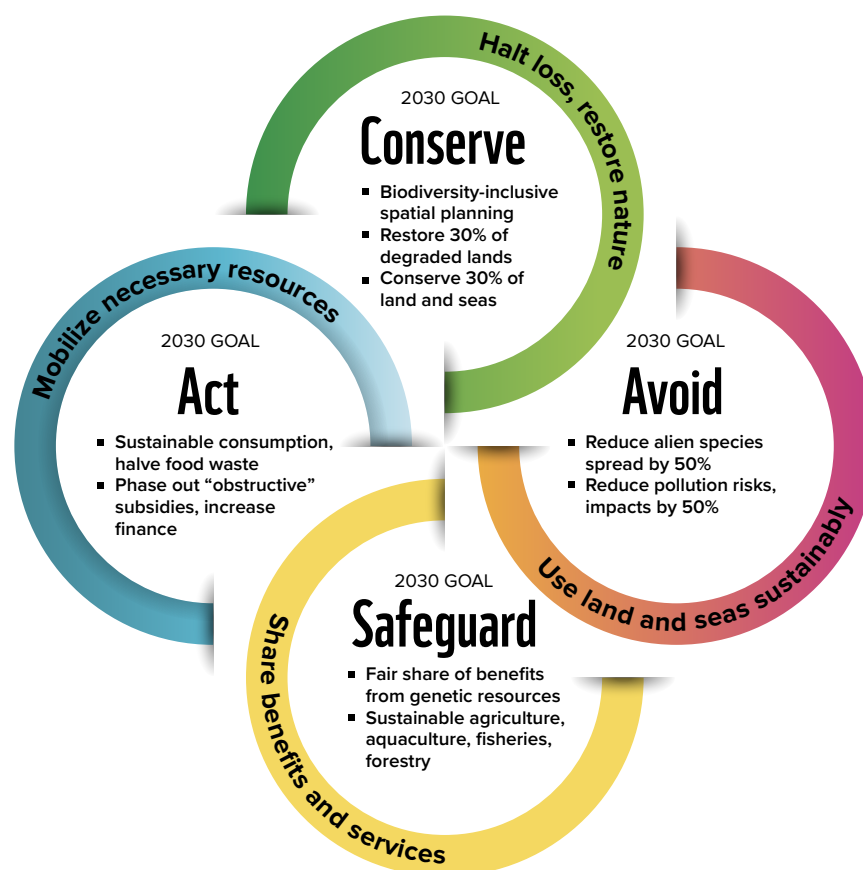 Halt loss, restore nature
2030 GOAL
Conserve
▪ Biodiversity-inclusive
spatial planning
▪ Restore 30% of
degraded lands
▪ Conserve 30% of
land and seas
Mobilize necessary resources
2030 GOAL
Act
▪ Sustainable consumption,
halve food waste
▪ Phase out “obstructive”
subsidies, increase
finance
2030 GOAL
Avoid
▪ Reduce alien species
spread by 50%
▪ Reduce pollution risks,
impacts by 50%
Use land and seas sustainably
2030 GOAL
Safeguard
▪ Fair share of benefits
from genetic resources
▪ Sustainable agriculture,
aquaculture, fisheries,
forestry
Share benefits and services